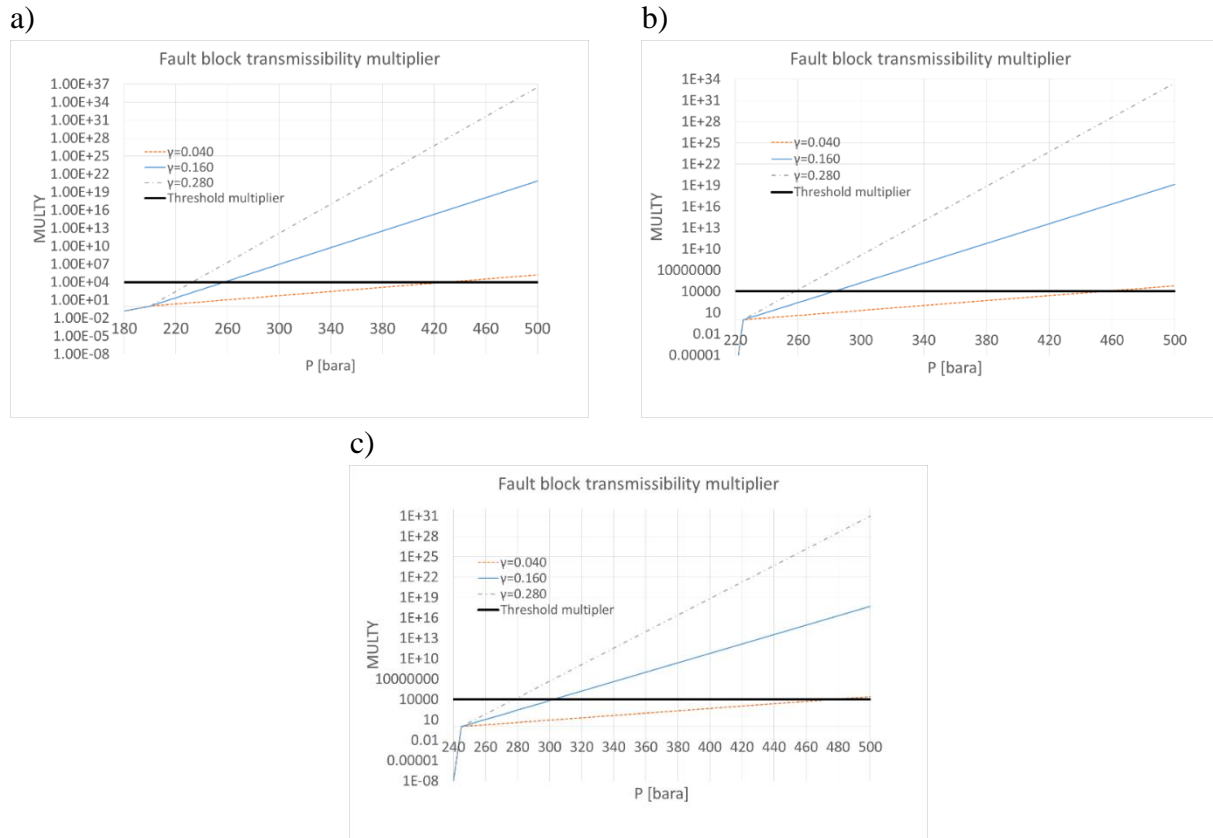 a)
Fault block transmissibility multiplier
1.00E+37
1.00E+34
1.00E+31
1.00E+28
1.00E+25
1.00E+22
1.00E+19
1.00E+16
1.00E+13
1.00E+10
1.00E+07
1.00E+04
1.00E+01
1.00E-02
1.00E-05
1.00E-08
MULTY
γ=0.040
γ=0.160
γ=0.280
Threshold multiplier
180 220 260 300 340 380 420 460 500
P [bara]
b)
Fault block transmissibility multiplier
1E+34
1E+31
1E+28
1E+25
1E+22
1E+19
1E+16
1E+13
1E+10
10000000
10000
10
0.01
0.00001
MULTY
γ=0.040
γ=0.160
γ=0.280
Threshold multiplier
220 260 300 340 380 420 460 500
P [bara]
c)
Fault block transmissibility multiplier
1E+31
1E+28
1E+25
1E+22
1E+19
1E+16
1E+13
1E+10
10000000
10000
10
0.01
0.00001
1E-08
MULTY
γ=0.040
γ=0.160
γ=0.280
Threshold multipler
240 260 280 300 320 340 360 380 400 420 440 460 480 500
P [bara]